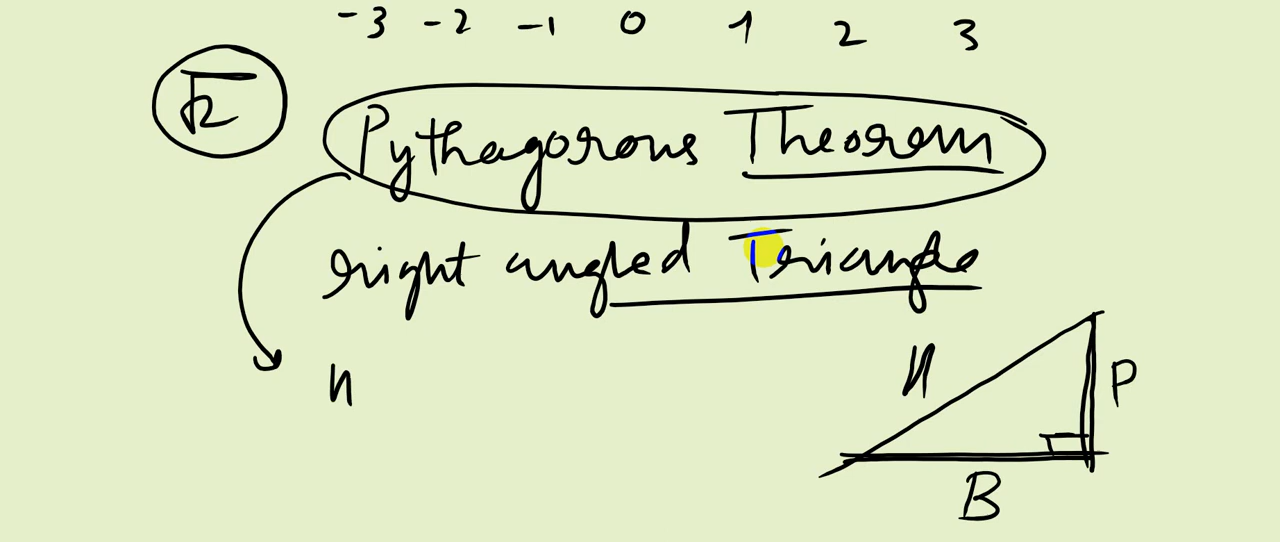 -3 -2 -1 0 1 2 3
√2
Pythagorous Theorem
right angled Triangle
H
H
P
B